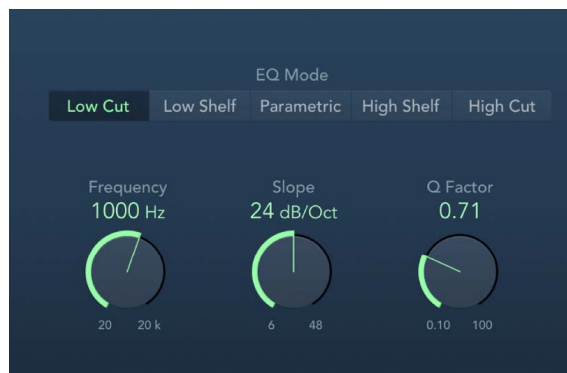 EQ Mode
Low Cut Low Shelf Parametric High Shelf High Cut
Frequency Slope Q Factor
1000 Hz 24 dB/Oct 0.71
20 20 k 6 48 0.10 100